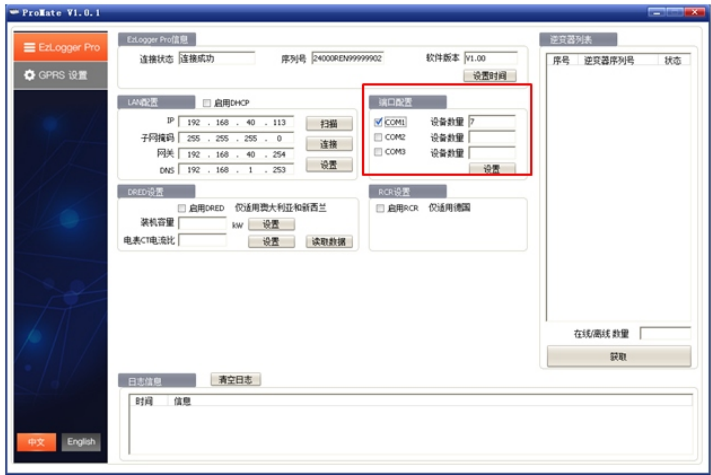 ProMate V1.0.1
EzLogger Pro
GPRS 设置
中文 English
EzLogger Pro信息
连接状态 连接成功 序列号 24000REN99999902 软件版本 V1.00
设置时间
LAN配置 启用DHCP
IP 192 . 168 . 40 . 113 扫描
子网掩码 255 . 255 . 255 . 0 连接
网关 192 . 168 . 40 . 254
DNS 192 . 168 . 1 . 253 设置
端口配置
COM1 设备数量 7
COM2 设备数量
COM3 设备数量
设置
DRED设置
启用DRED 仅适用澳大利亚和新西兰
装机容量 kW 设置
电表CT电流比 设置 读取数据
RCR设置
启用RCR 仅适用德国
逆变器列表
序号 逆变器序列号 状态
在线/离线 数量
获取
日志信息 清空日志
时间 信息